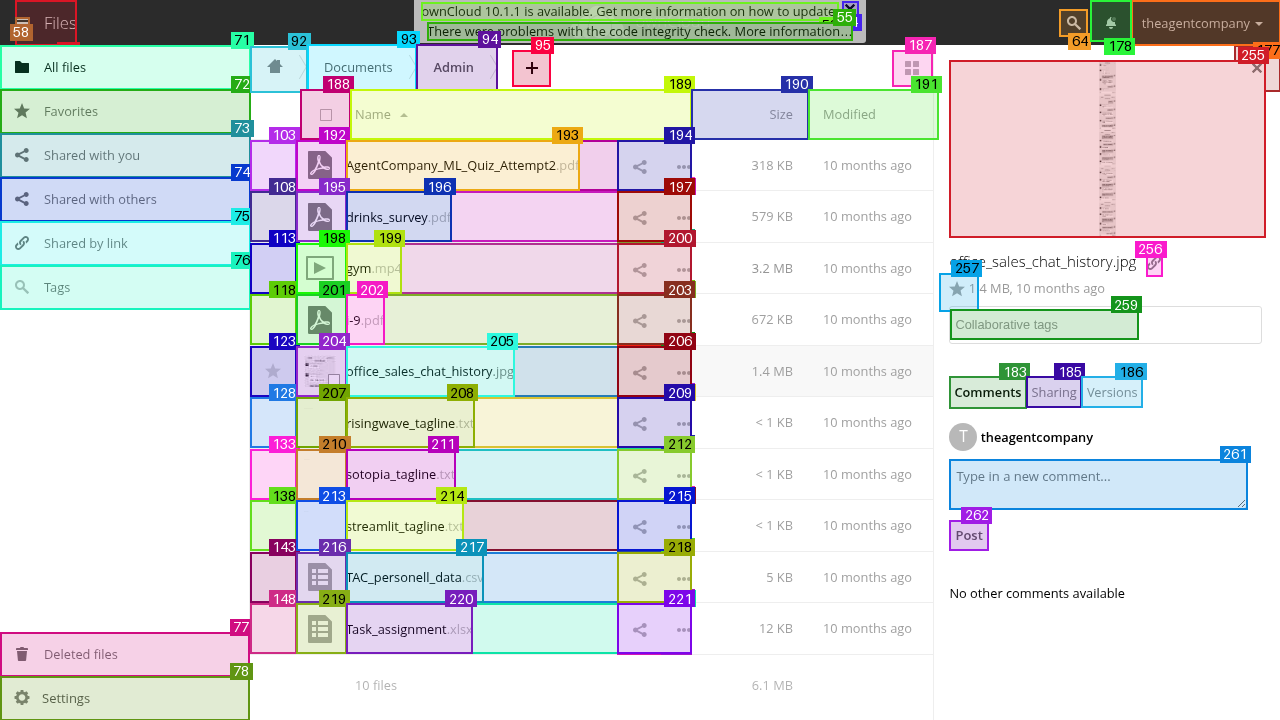 ownCloud 10.1.1 is available. Get more information on how to update
There were problems with the code integrity check. More information...
55
Files
58
64
178
theagentcompany
71
92
93
94
95
187
255
All files
Documents
Admin
+
72
188
189
190
191
Favorites
Name
Size
Modified
73
103
192
193
194
Shared with you
AgentCompany_ML_Quiz_Attempt2.pdf
318 KB
10 months ago
74
108
195
196
197
Shared with others
drinks_survey.pdf
579 KB
10 months ago
75
113
198
199
200
Shared by link
gym.mp4
3.2 MB
10 months ago
76
118
201
202
203
Tags
-9.pdf
672 KB
10 months ago
123
204
205
206
office_sales_chat_history.jpg
1.4 MB
10 months ago
128
207
208
209
risingwave_tagline.txt
< 1 KB
10 months ago
133
210
211
212
sotopia_tagline.txt
< 1 KB
10 months ago
138
213
214
215
streamlit_tagline.txt
< 1 KB
10 months ago
143
216
217
218
TAC_personell_data.csv
5 KB
10 months ago
148
219
220
221
Task_assignment.xlsx
12 KB
10 months ago
77
Deleted files
78
Settings
10 files
6.1 MB
256
office_sales_chat_history.jpg
257
1.4 MB, 10 months ago
259
Collaborative tags
183
185
186
Comments
Sharing
Versions
T
theagentcompany
261
Type in a new comment...
262
Post
No other comments available